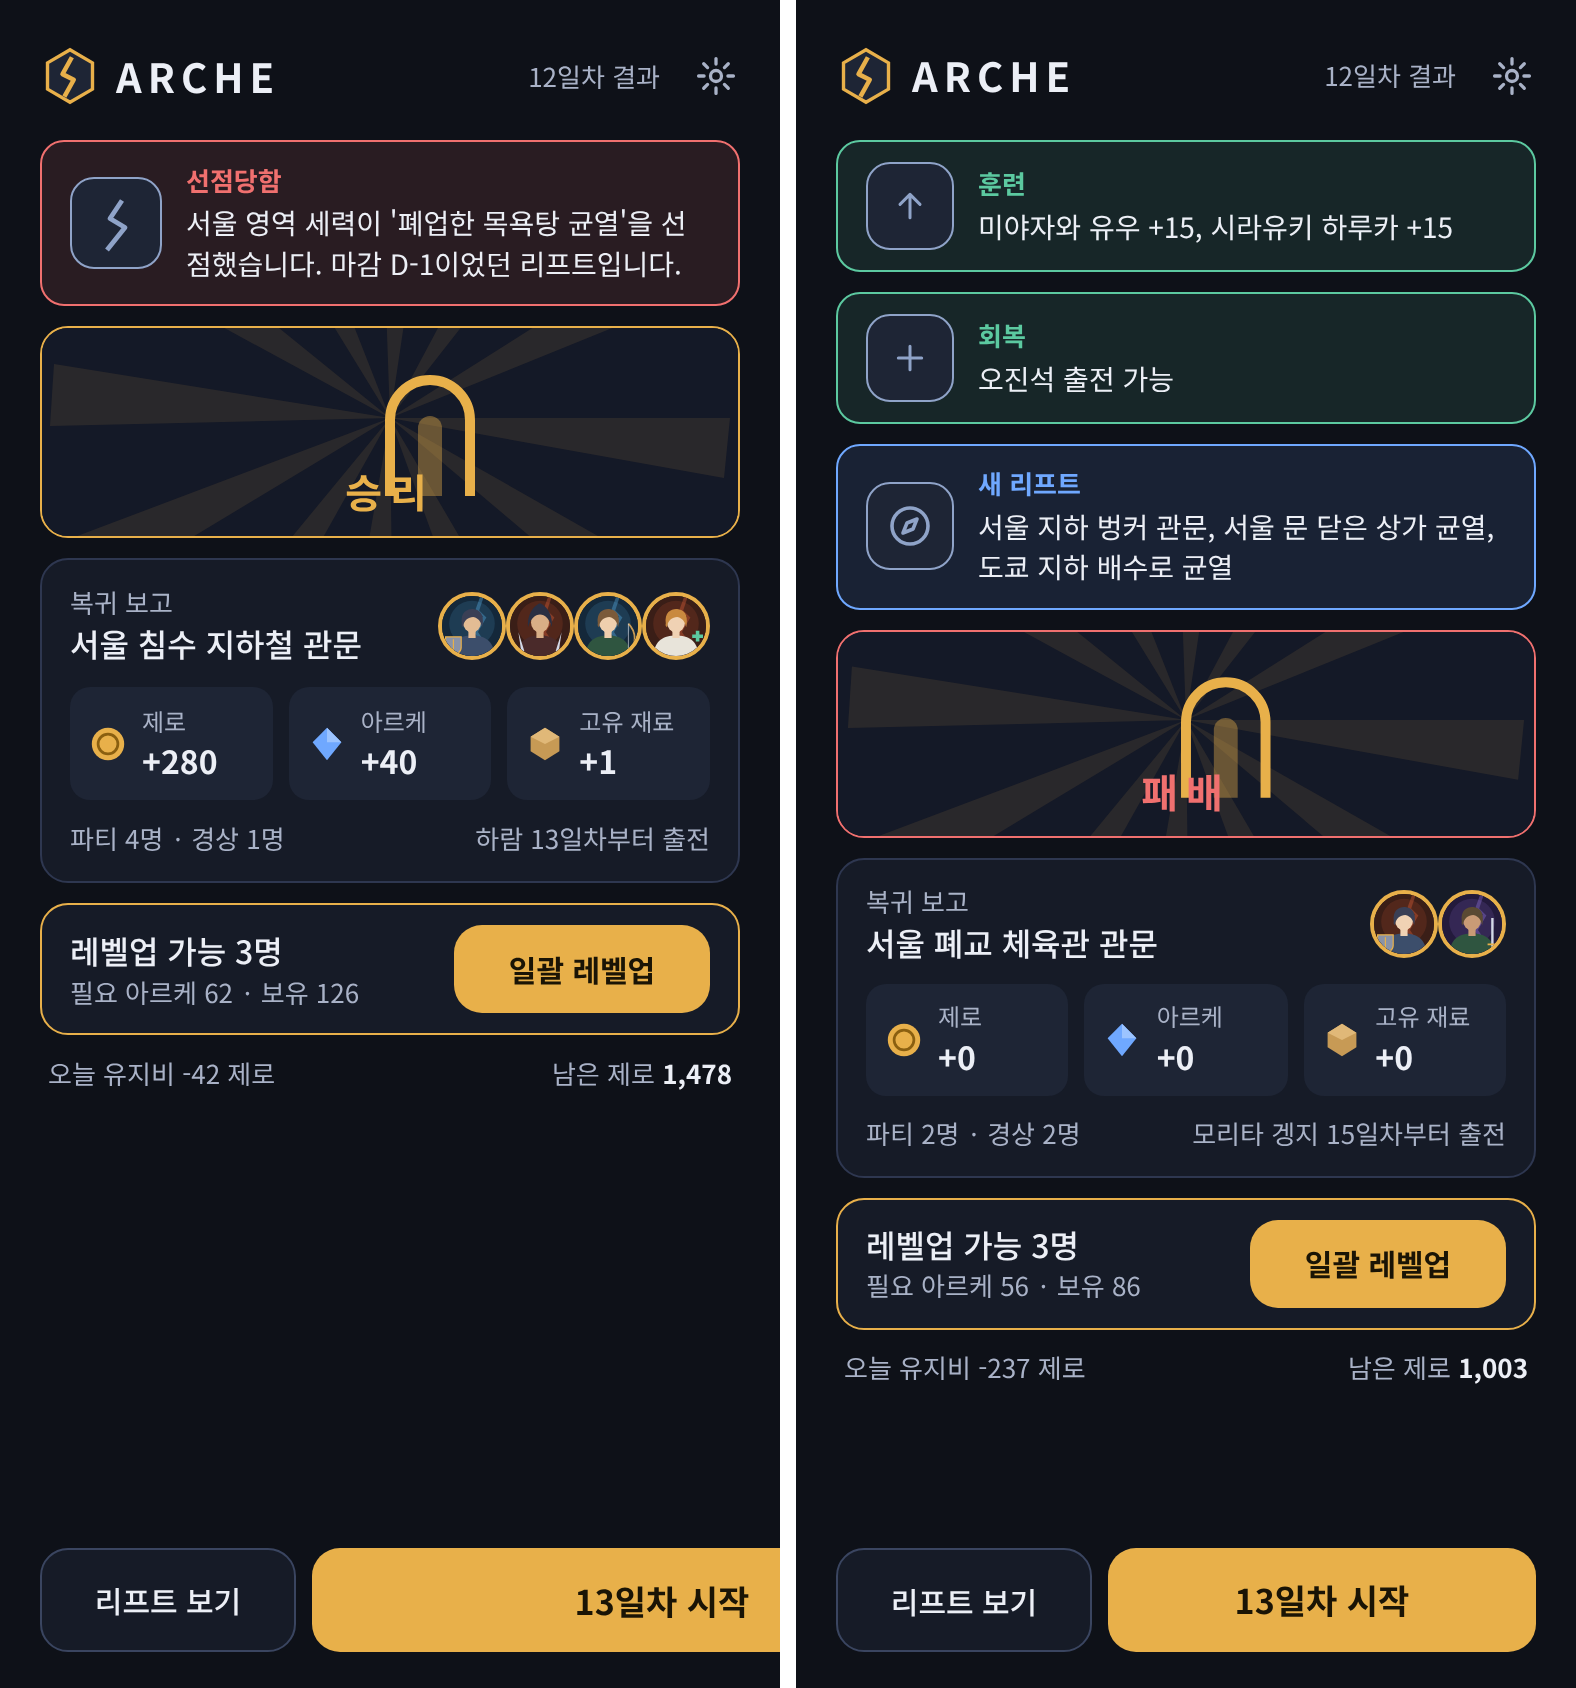 ARCHE
12일차 결과
선점당함
서울 영역 세력이 '폐업한 목욕탕 균열'을 선
점했습니다. 마감 D-1이었던 리프트입니다.
승리
복귀 보고
서울 침수 지하철 관문
제로
+280
아르케
+40
고유 재료
+1
파티 4명 · 경상 1명
하람 13일차부터 출전
레벨업 가능 3명
필요 아르케 62 · 보유 126
일괄 레벨업
오늘 유지비 -42 제로
남은 제로 1,478
리프트 보기
13일차 시작
ARCHE
12일차 결과
훈련
미야자와 유우 +15, 시라유키 하루카 +15
회복
오진석 출전 가능
새 리프트
서울 지하 벙커 관문, 서울 문 닫은 상가 균열,
도쿄 지하 배수로 균열
패배
복귀 보고
서울 폐교 체육관 관문
제로
+0
아르케
+0
고유 재료
+0
파티 2명 · 경상 2명
모리타 겡지 15일차부터 출전
레벨업 가능 3명
필요 아르케 56 · 보유 86
일괄 레벨업
오늘 유지비 -237 제로
남은 제로 1,003
리프트 보기
13일차 시작